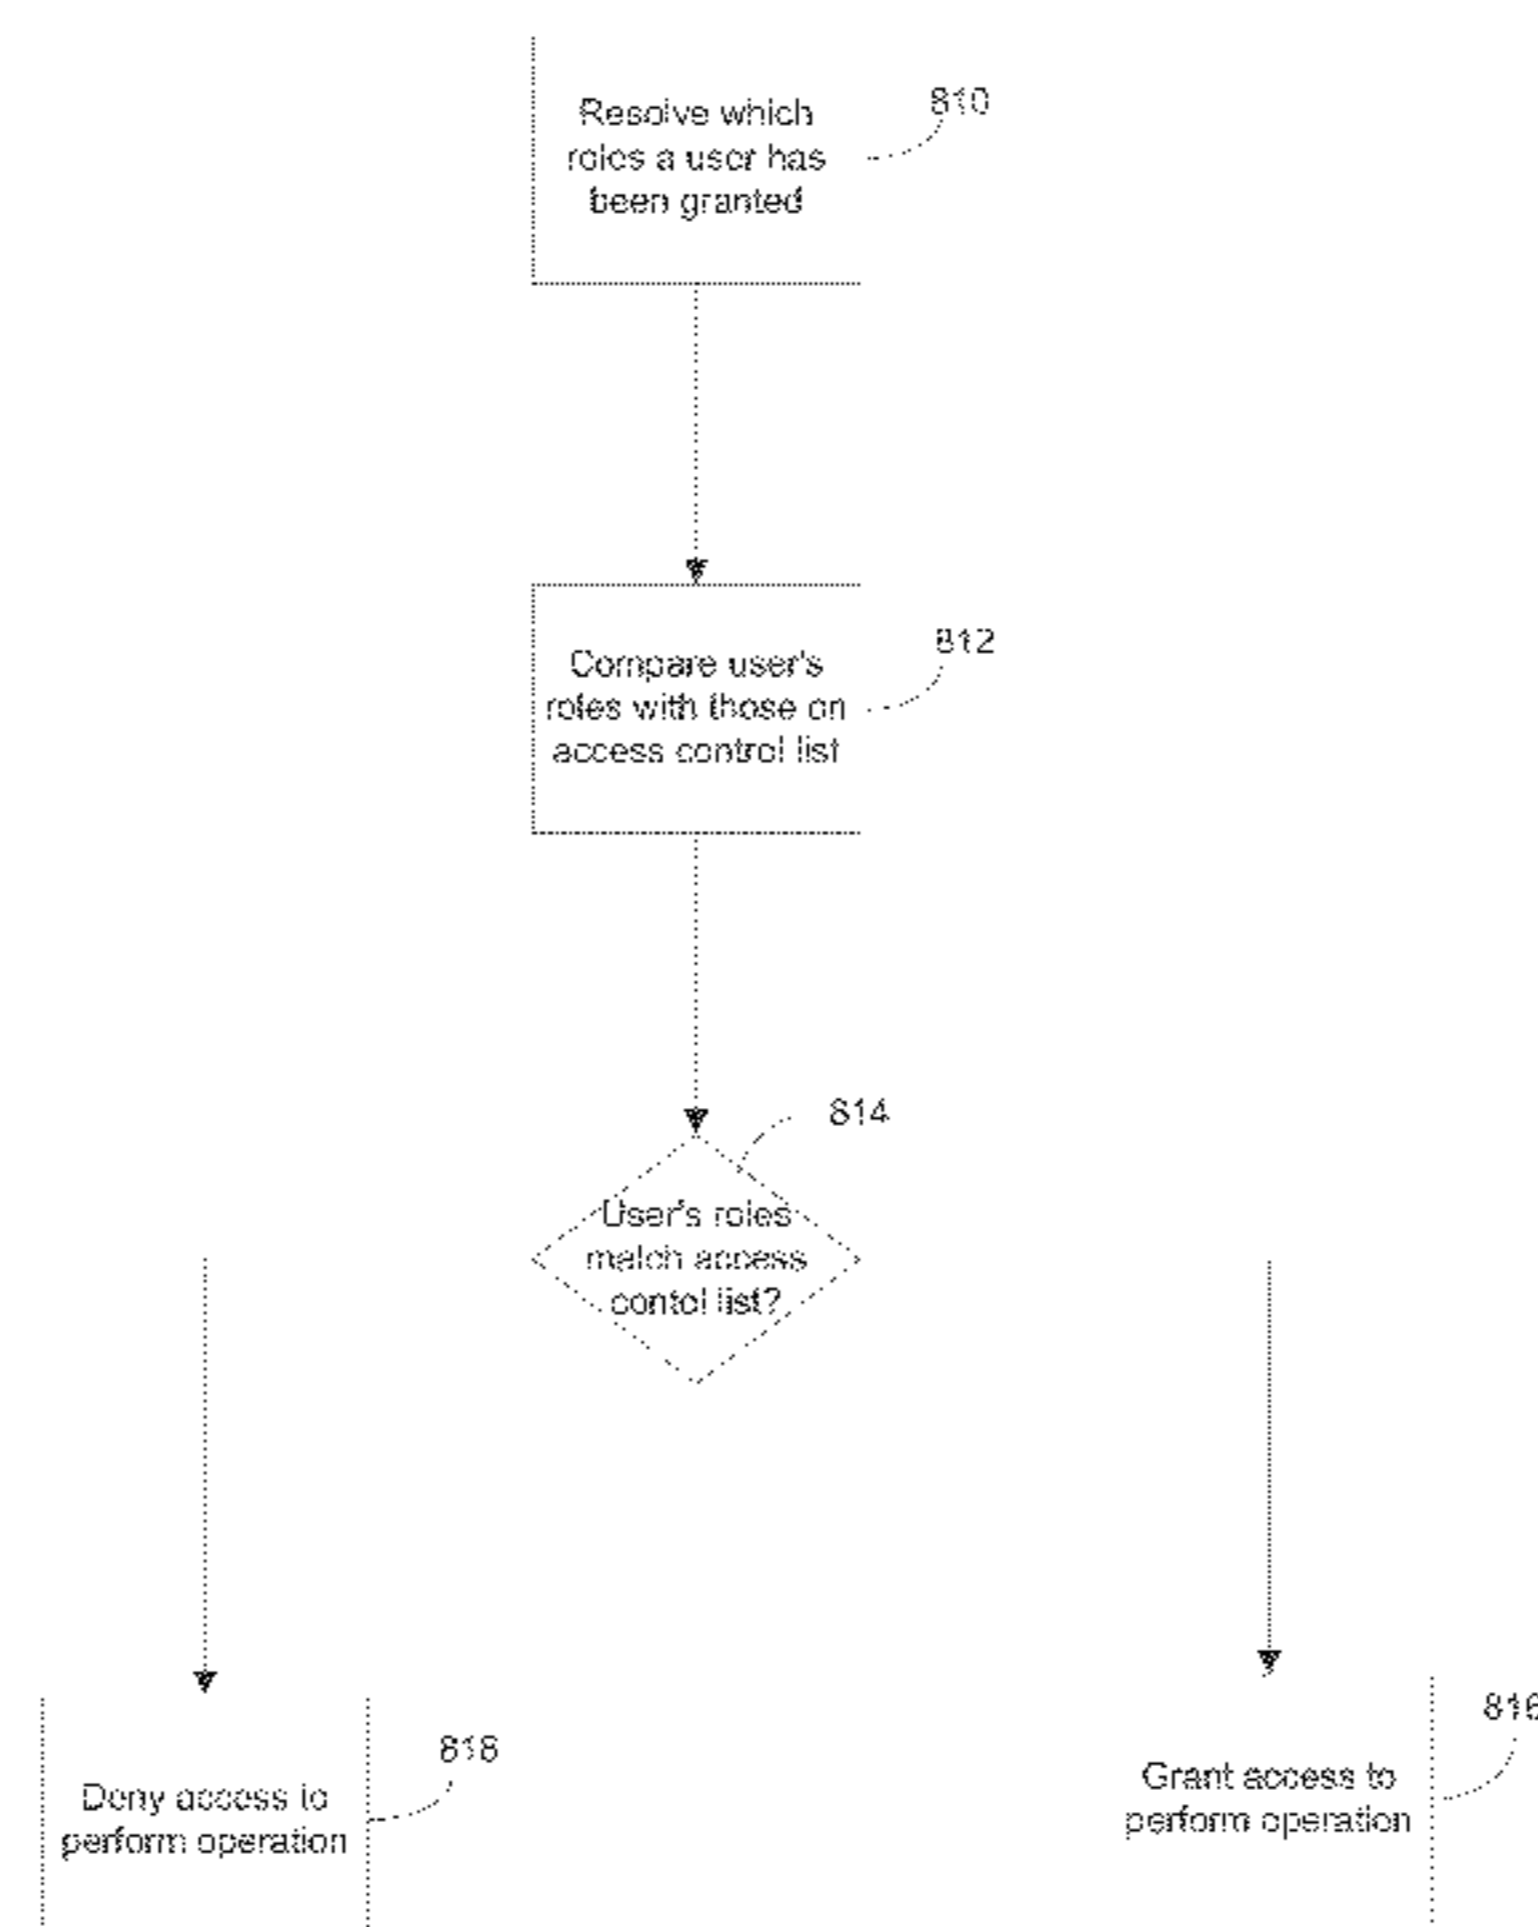 Resolve which
roles a user has
been granted
810
Compare user's
roles with those on
access control list
812
814
User's roles
match access
contol list?
818
Deny access to
perform operation
816
Grant access to
perform operation